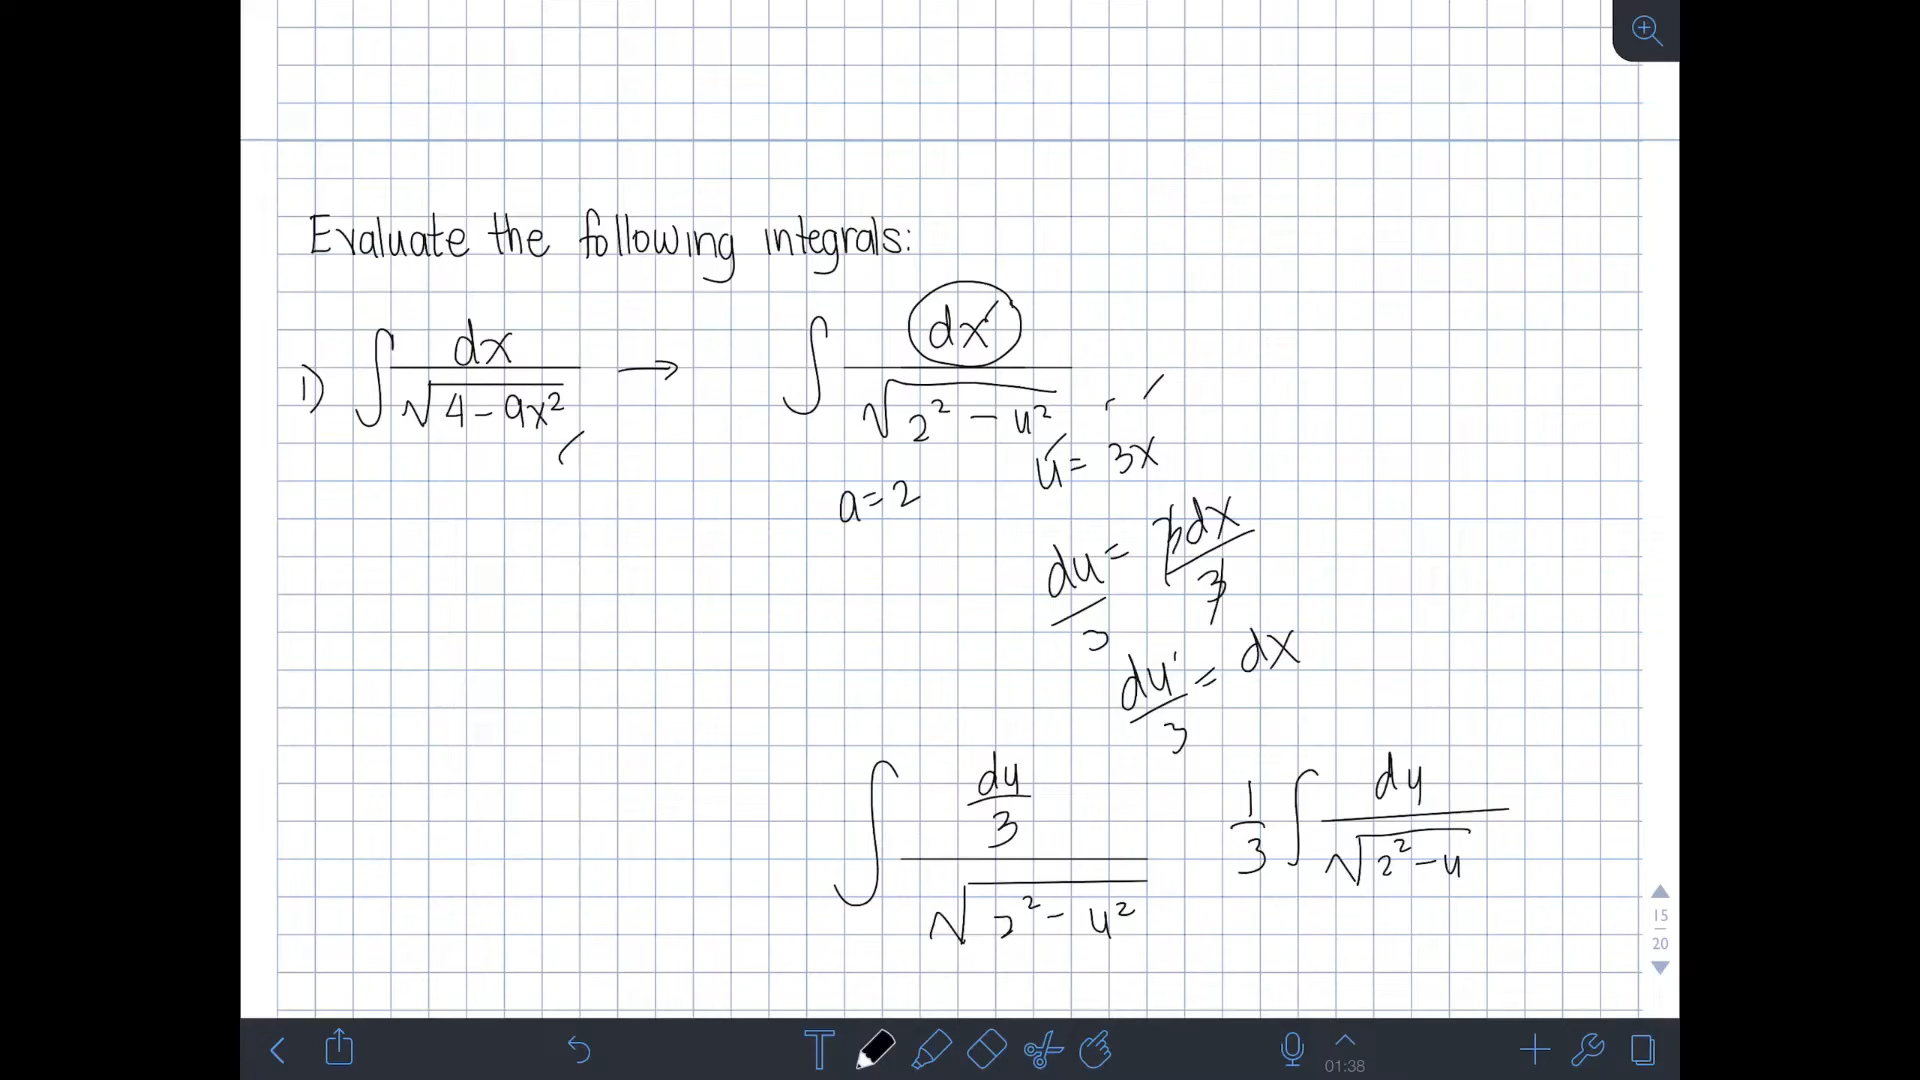 Evaluate the following integrals:
1) ∫ dx / √(4 - 9x²) → ∫ dx / √(2² - u²)
a = 2
u = 3x
du/3 = 3dx/3
du/3 = dx
∫ (du/3) / √(2² - u²)
1/3 ∫ du / √(2² - u
15
20
T
01:38